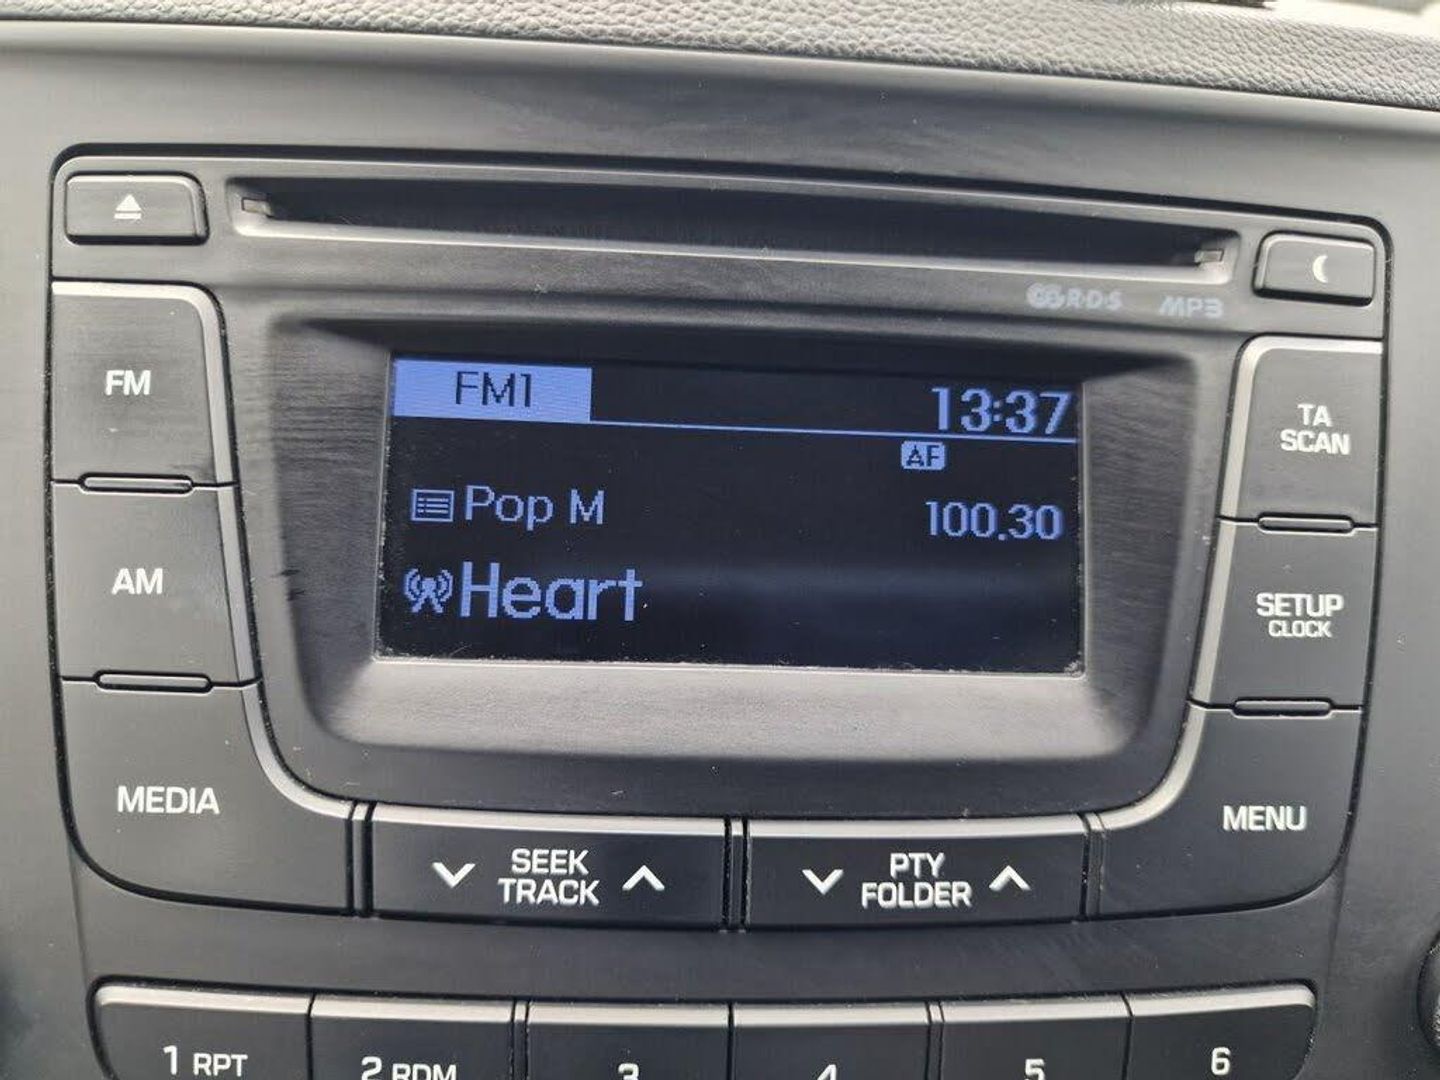 R·D·S MP3
FM
FM1 13:37
AF
Pop M 100.30
Heart
AM
MEDIA
TA
SCAN
SETUP
CLOCK
MENU
SEEK
TRACK
PTY
FOLDER
1 RPT 2 RDM 3 4 5 6